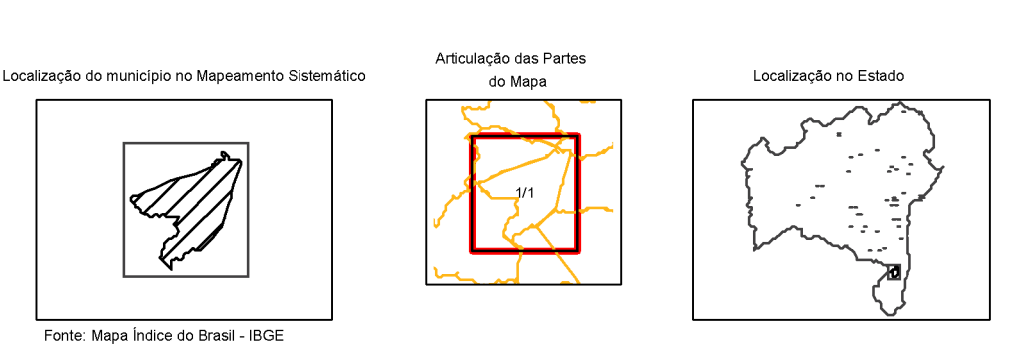 Localização do município no Mapeamento Sistemático
Articulação das Partes
do Mapa
Localização no Estado
1/1
Fonte: Mapa Índice do Brasil - IBGE